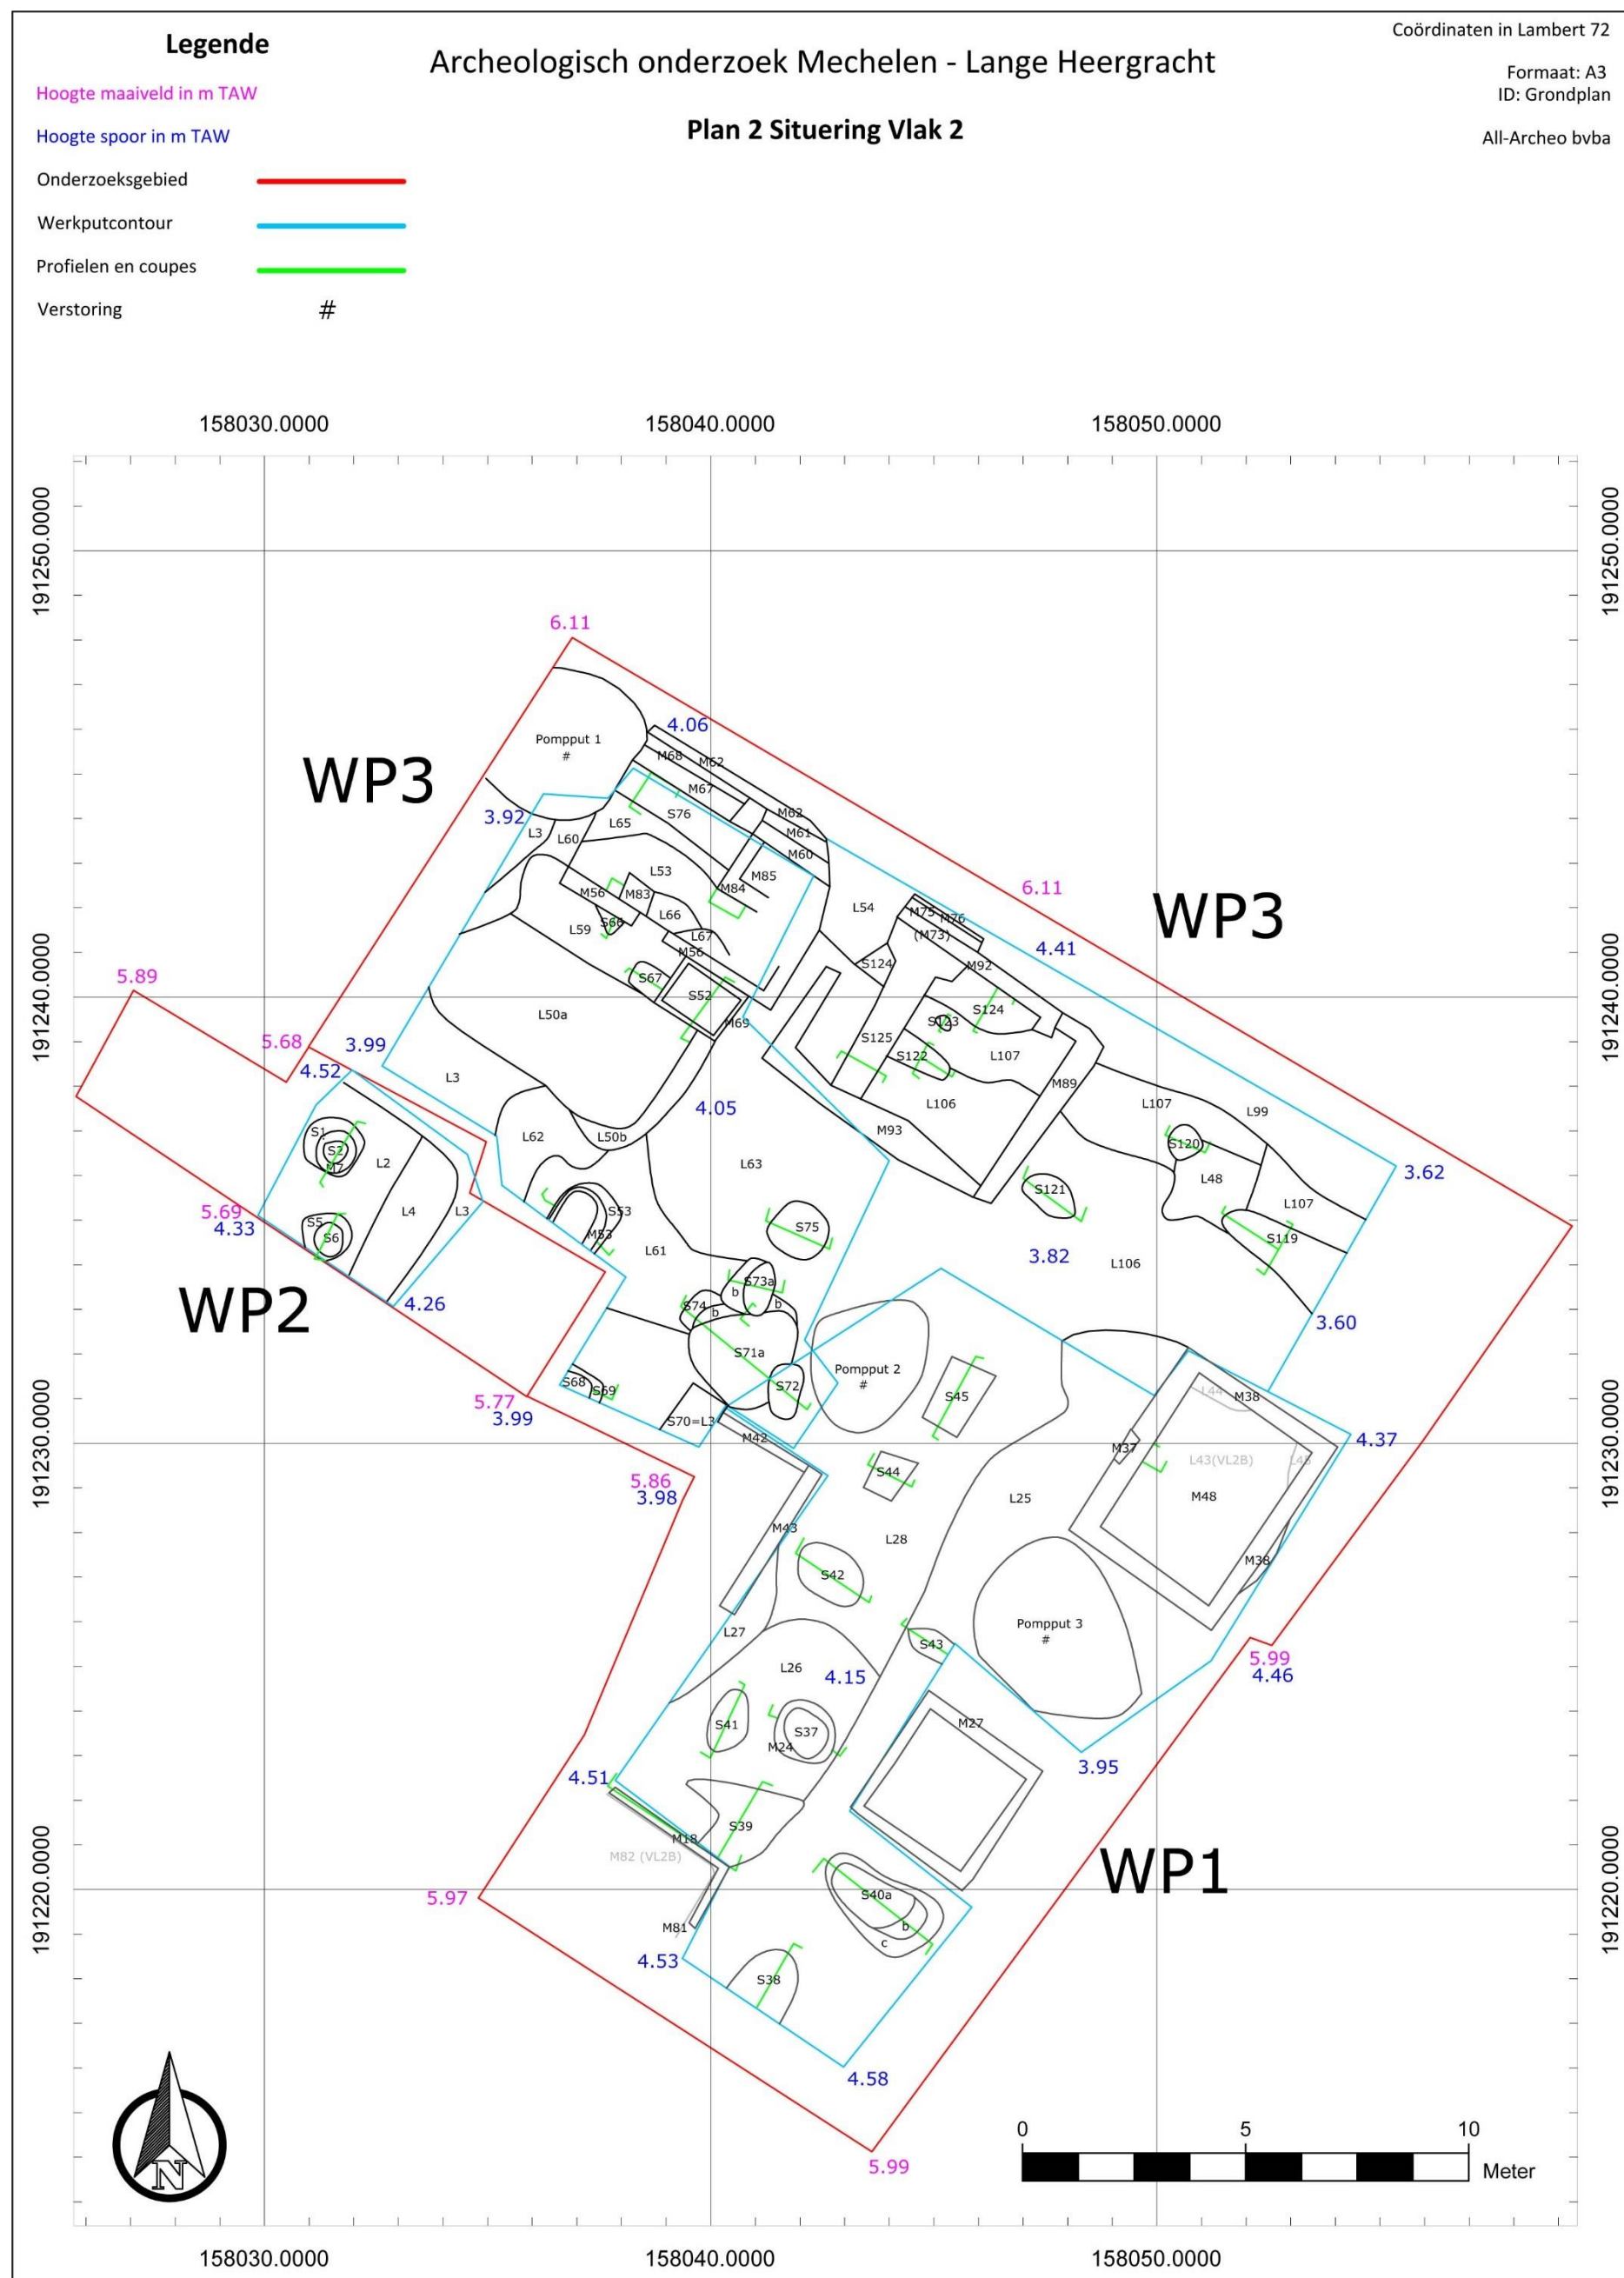 Legende
Archeologisch onderzoek Mechelen - Lange Heergracht
Plan 2 Situering Vlak 2
Coördinaten in Lambert 72
Formaat: A3
ID: Grondplan
All-Archeo bvba
Hoogte maaiveld in m TAW
Hoogte spoor in m TAW
Onderzoeksgebied
Werkputcontour
Profielen en coupes
Verstoring #
158030.0000 158040.0000 158050.0000
191250.0000 191250.0000
6.11
4.06
Pompput 1
#
M68 M62
WP3
M67
3.92 S76 M62
L3 L60 L65 M61
M60
L53 M85
M56 M83 M84
6.11
WP3
L54 M75 M76
L66
L59 S66 (M73)
L67
M56 4.41
S124 M92
5.89 S67
191240.0000 191240.0000
S52
L50a M69 S123 S124
5.68 3.99 S125
S122 L107
4.52 L3 M89
4.05 L106 L107 L99
M93
S1 L62 L50b
S2 S120
M7 L2 L63
L48
S121
L4 L3 S53 L107
5.69 S5 S75
4.33 S6 M53 S119
L61 3.82 L106
3.62
S73a
b b
S74 b
WP2 4.26
3.60
S71a
Pompput 2
#
S68 S69 S72 S45
5.77
3.99 L44 M38
S70=L3
M42 M37 4.37
191230.0000 191230.0000
L43(VL2B) L45
5.86 S44
3.98 L25 M48
M43 L28
M38
S42
Pompput 3
#
L27 S43
L26 5.99
4.15 4.46
S41 S37 M27
M24
4.51 3.95
S39
M18
M82 (VL2B)
WP1
5.97 S40a
191220.0000 191220.0000
M81 b
c
4.53 S38
4.58
0 5 10
Meter
N
5.99
158030.0000 158040.0000 158050.0000